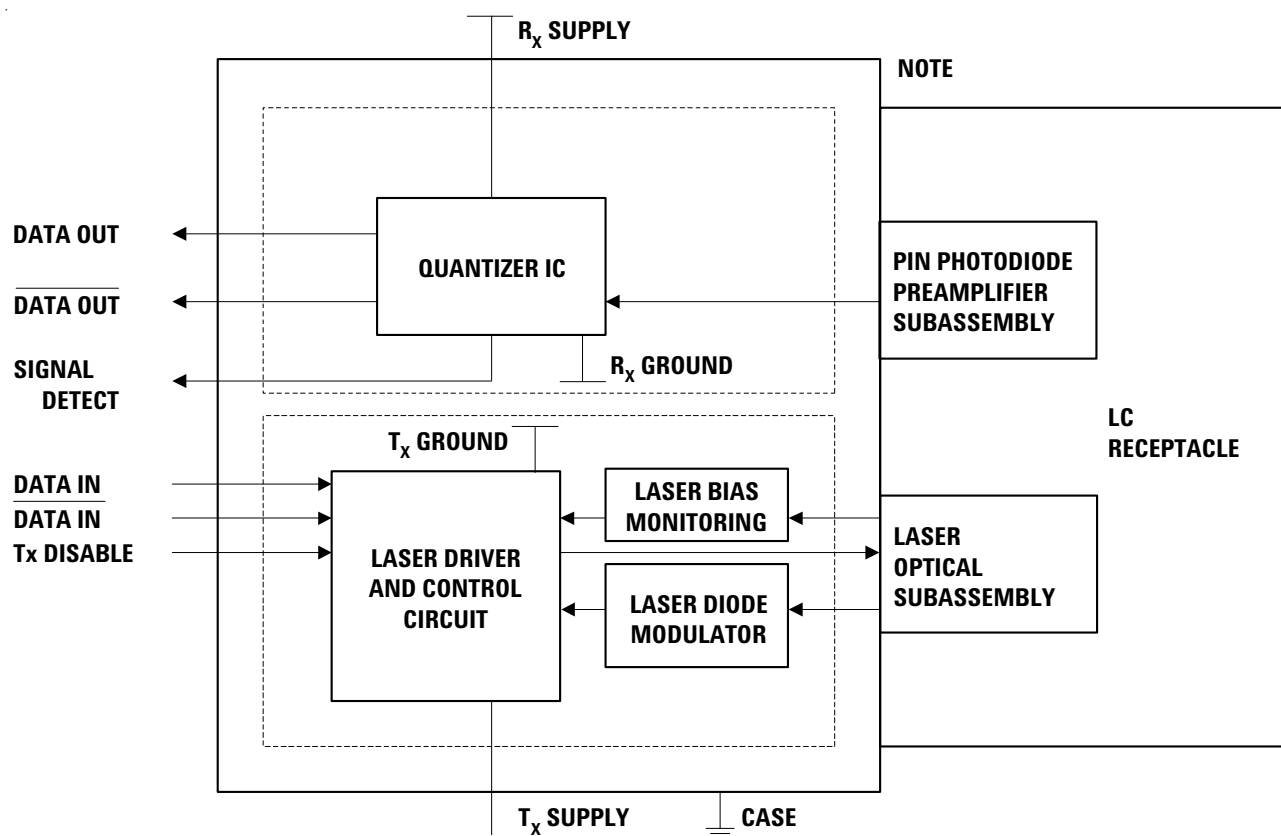 RX SUPPLY
NOTE
DATA OUT
QUANTIZER IC
PIN PHOTODIODE
PREAMPLIFIER
SUBASSEMBLY
DATA OUT
RX GROUND
SIGNAL
DETECT
TX GROUND
LC
RECEPTACLE
DATA IN
DATA IN
Tx DISABLE
LASER BIAS
MONITORING
LASER DRIVER
AND CONTROL
CIRCUIT
LASER
OPTICAL
SUBASSEMBLY
LASER DIODE
MODULATOR
TX SUPPLY
CASE